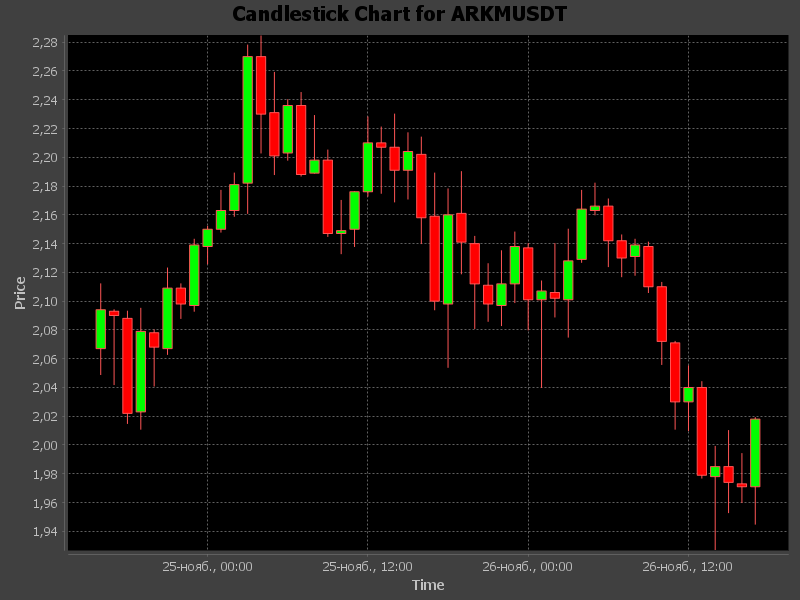 Candlestick Chart for ARKMUSDT
Price
2,28
2,26
2,24
2,22
2,20
2,18
2,16
2,14
2,12
2,10
2,08
2,06
2,04
2,02
2,00
1,98
1,96
1,94
25-нояб., 00:00
25-нояб., 12:00
26-нояб., 00:00
26-нояб., 12:00
Time